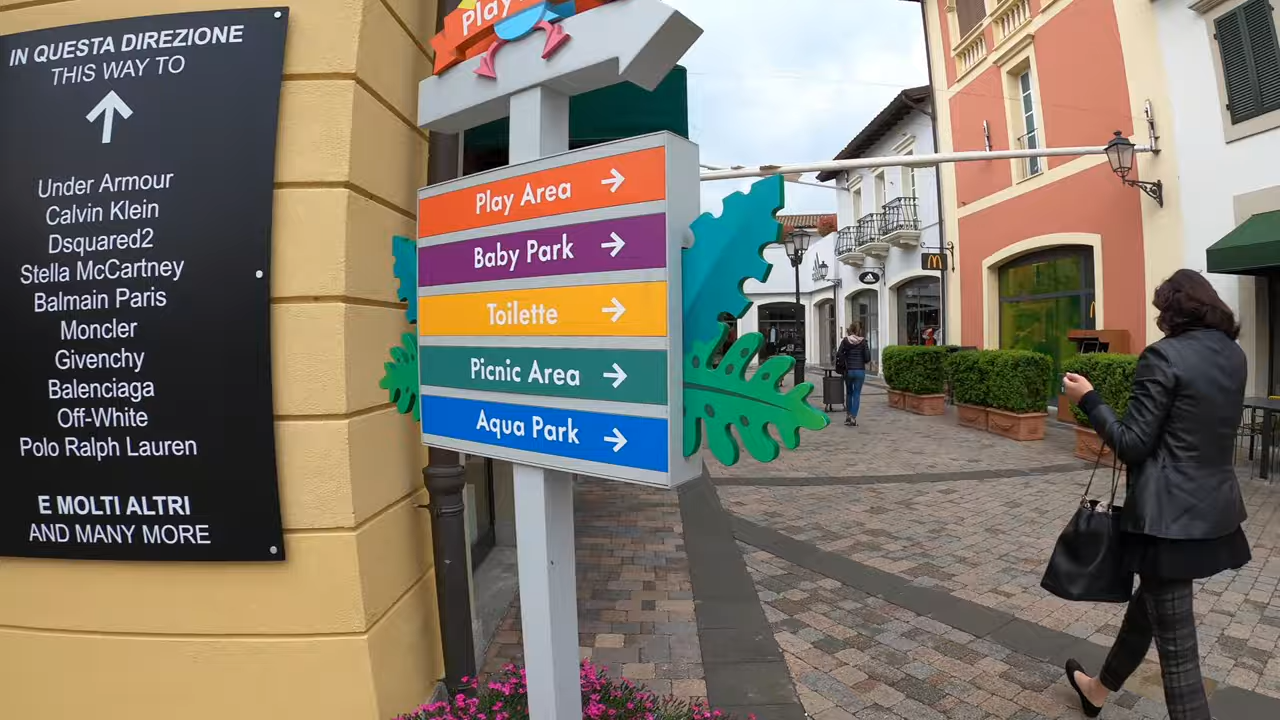 IN QUESTA DIREZIONE
THIS WAY TO
Under Armour
Calvin Klein
Dsquared2
Stella McCartney
Balmain Paris
Moncler
Givenchy
Balenciaga
Off-White
Polo Ralph Lauren
E MOLTI ALTRI
AND MANY MORE
Play
Play Area
Baby Park
Toilette
Picnic Area
Aqua Park